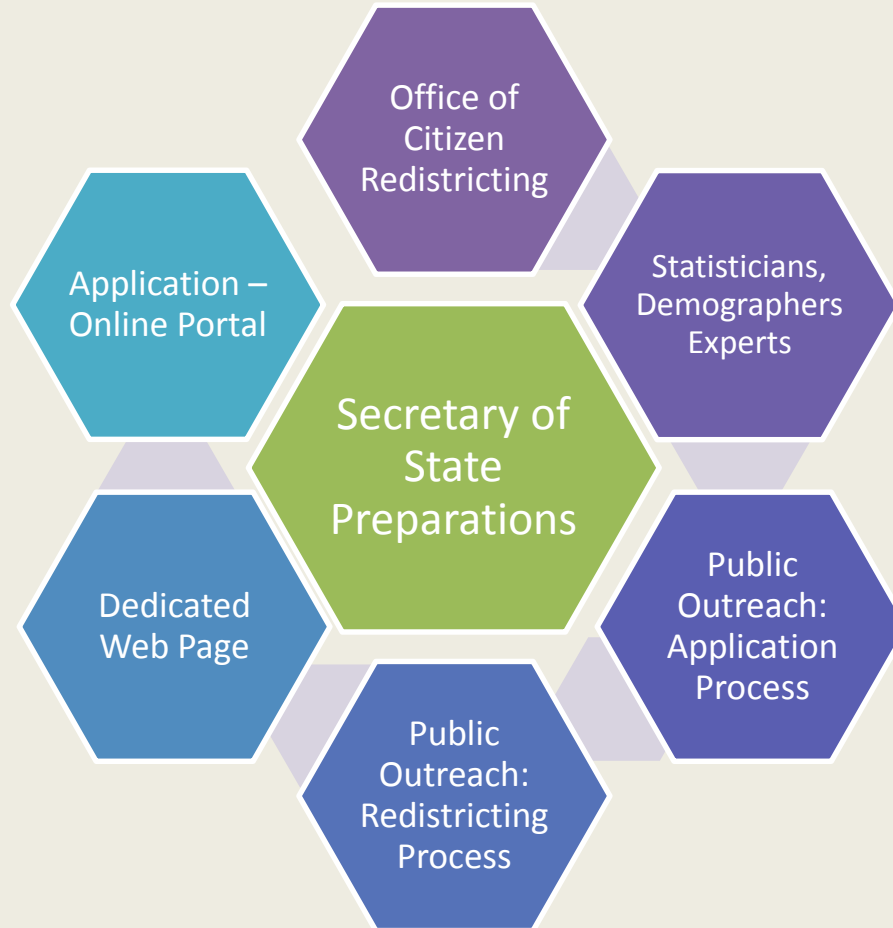 Office of
Citizen
Redistricting
Statisticians,
Demographers
Experts
Public
Outreach:
Application
Process
Public
Outreach:
Redistricting
Process
Dedicated
Web Page
Application –
Online Portal
Secretary of
State
Preparations